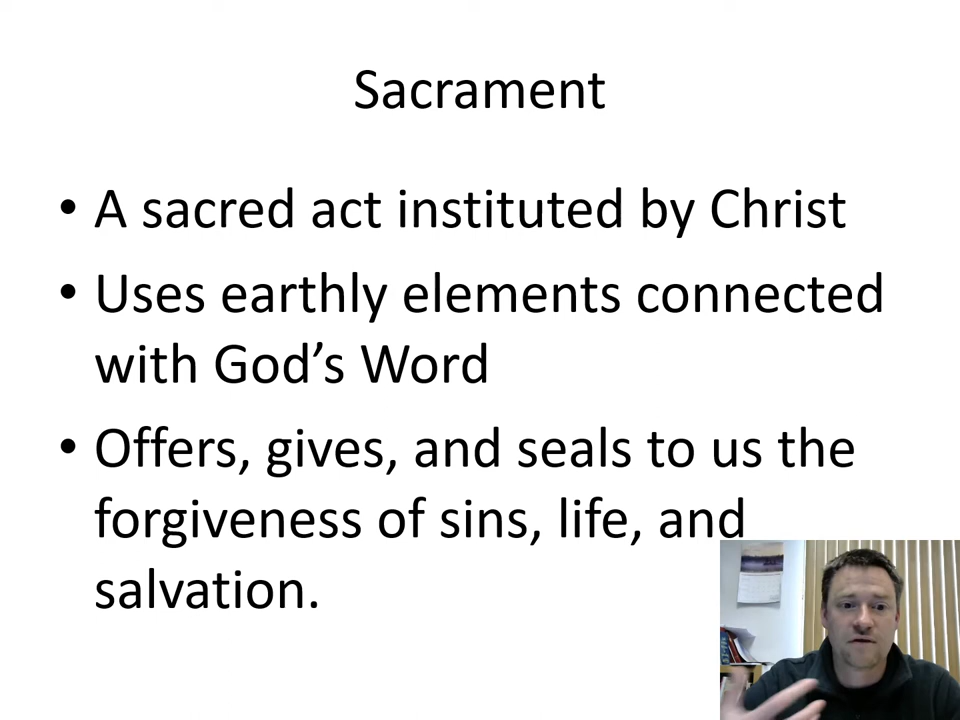 Sacrament
• A sacred act instituted by Christ
• Uses earthly elements connected
with God’s Word
• Offers, gives, and seals to us the
forgiveness of sins, life, and
salvation.